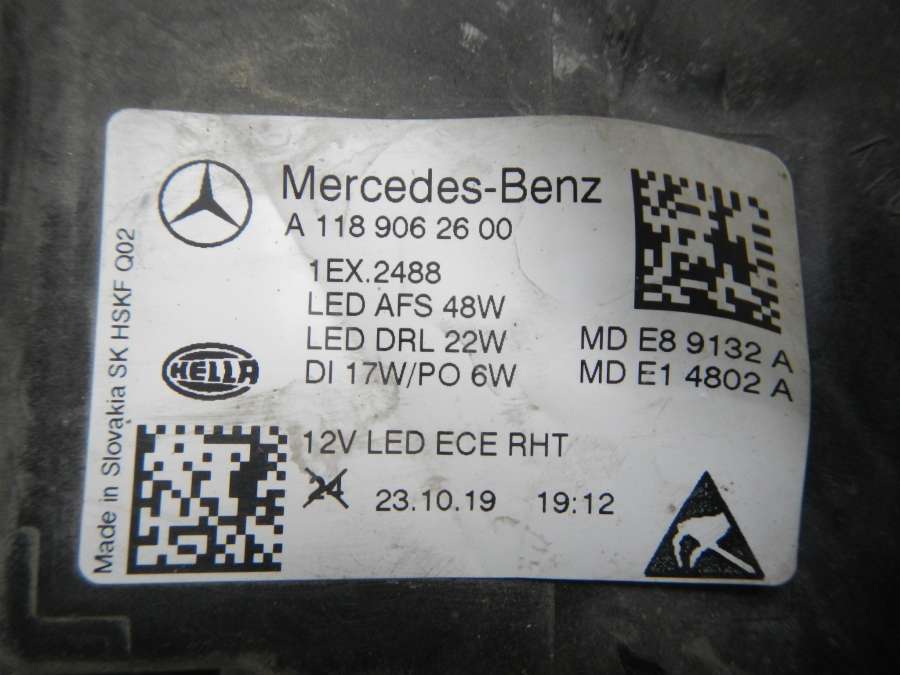 Mercedes-Benz
A 118 906 26 00
1EX.2488
LED AFS 48W
LED DRL 22W
DI 17W/PO 6W
MD E8 9132 A
MD E1 4802 A
HELLA
12V LED ECE RHT
24 23.10.19 19:12
Made in Slovakia SK HSKF Q02